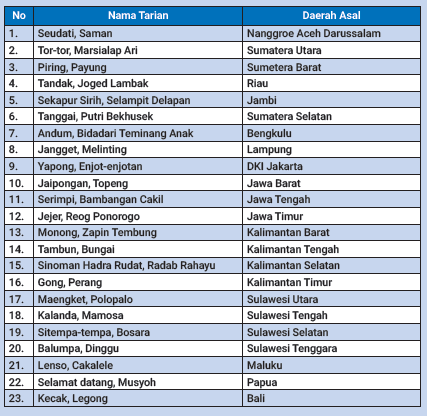 No Nama Tarian Daerah Asal
1. Seudati, Saman Nanggroe Aceh Darussalam
2. Tor-tor, Marsialap Ari Sumatera Utara
3. Piring, Payung Sumetera Barat
4. Tandak, Joged Lambak Riau
5. Sekapur Sirih, Selampit Delapan Jambi
6. Tanggai, Putri Bekhusek Sumatera Selatan
7. Andum, Bidadari Teminang Anak Bengkulu
8. Jangget, Melinting Lampung
9. Yapong, Enjot-enjotan DKI Jakarta
10. Jaipongan, Topeng Jawa Barat
11. Serimpi, Bambangan Cakil Jawa Tengah
12. Jejer, Reog Ponorogo Jawa Timur
13. Monong, Zapin Tembung Kalimantan Barat
14. Tambun, Bungai Kalimantan Tengah
15. Sinoman Hadra Rudat, Radab Rahayu Kalimantan Selatan
16. Gong, Perang Kalimantan Timur
17. Maengket, Polopalo Sulawesi Utara
18. Kalanda, Mamosa Sulawesi Tengah
19. Sitempa-tempa, Bosara Sulawesi Selatan
20. Balumpa, Dinggu Sulawesi Tenggara
21. Lenso, Cakalele Maluku
22. Selamat datang, Musyoh Papua
23. Kecak, Legong Bali